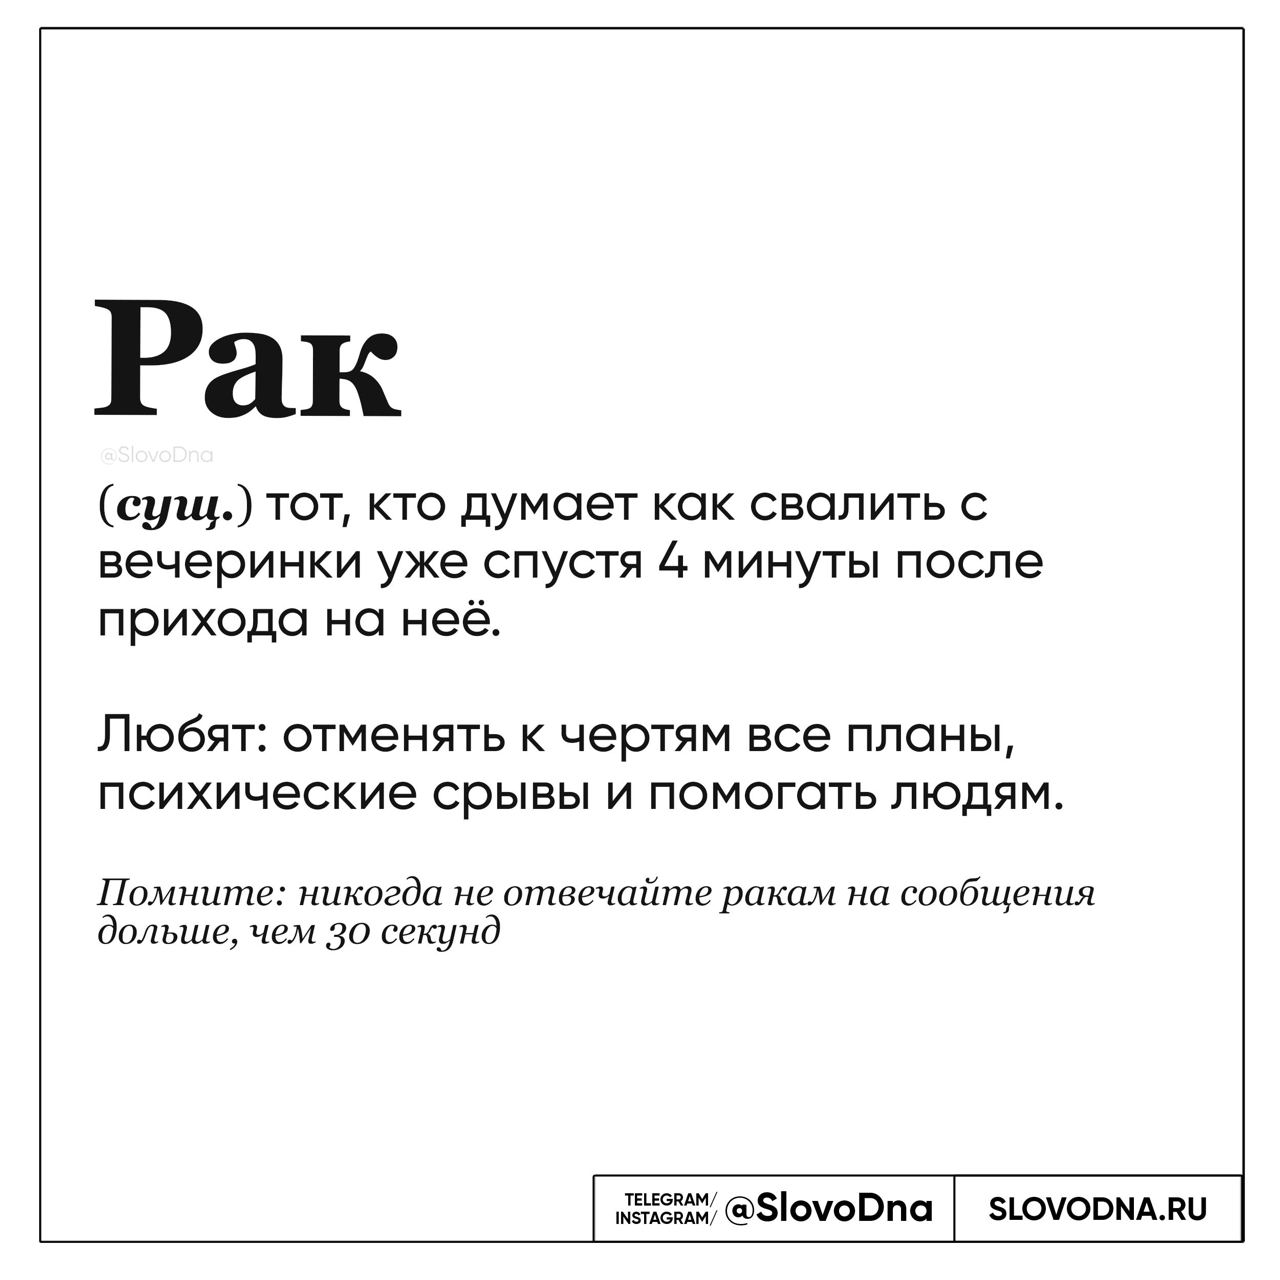 Рак
@SlovoDna
(сущ.) тот, кто думает как свалить с
вечеринки уже спустя 4 минуты после
прихода на неё.
Любят: отменять к чертям все планы,
психические срывы и помогать людям.
Помните: никогда не отвечайте ракам на сообщения
дольше, чем 30 секунд
TELEGRAM/
INSTAGRAM/
@SlovoDna
SLOVODNA.RU